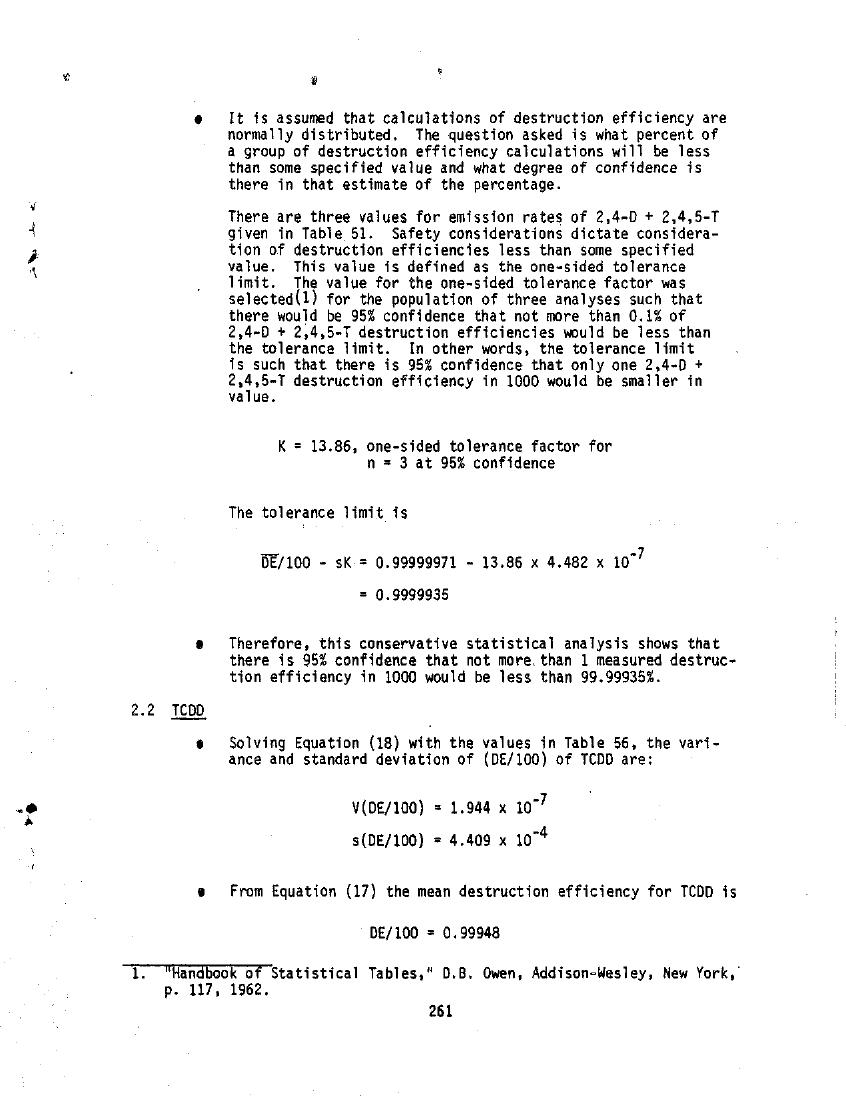 • It is assumed that calculations of destruction efficiency are
normally distributed. The question asked is what percent of
a group of destruction efficiency calculations will be less
than some specified value and what degree of confidence is
there in that estimate of the percentage.
There are three values for emission rates of 2,4-D + 2,4,5-T
given in Table 51. Safety considerations dictate considera-
tion of destruction efficiencies less than some specified
value. This value is defined as the one-sided tolerance
limit. The value for the one-sided tolerance factor was
selected(1) for the population of three analyses such that
there would be 95% confidence that not more than 0.1% of
2,4-D + 2,4,5-T destruction efficiencies would be less than
the tolerance limit. In other words, the tolerance limit
is such that there is 95% confidence that only one 2,4-D +
2,4,5-T destruction efficiency in 1000 would be smaller in
value.
K = 13.86, one-sided tolerance factor for
n = 3 at 95% confidence
The tolerance limit is
D̅E̅/100 - sK = 0.99999971 - 13.86 x 4.482 x 10⁻⁷
= 0.9999935
• Therefore, this conservative statistical analysis shows that
there is 95% confidence that not more than 1 measured destruc-
tion efficiency in 1000 would be less than 99.99935%.
2.2 TCDD
• Solving Equation (18) with the values in Table 56, the vari-
ance and standard deviation of (DE/100) of TCDD are:
V(DE/100) = 1.944 x 10⁻⁷
s(DE/100) = 4.409 x 10⁻⁴
• From Equation (17) the mean destruction efficiency for TCDD is
DE/100 = 0.99948
1. "Handbook of Statistical Tables," D.B. Owen, Addison-Wesley, New York,
p. 117, 1962.
261